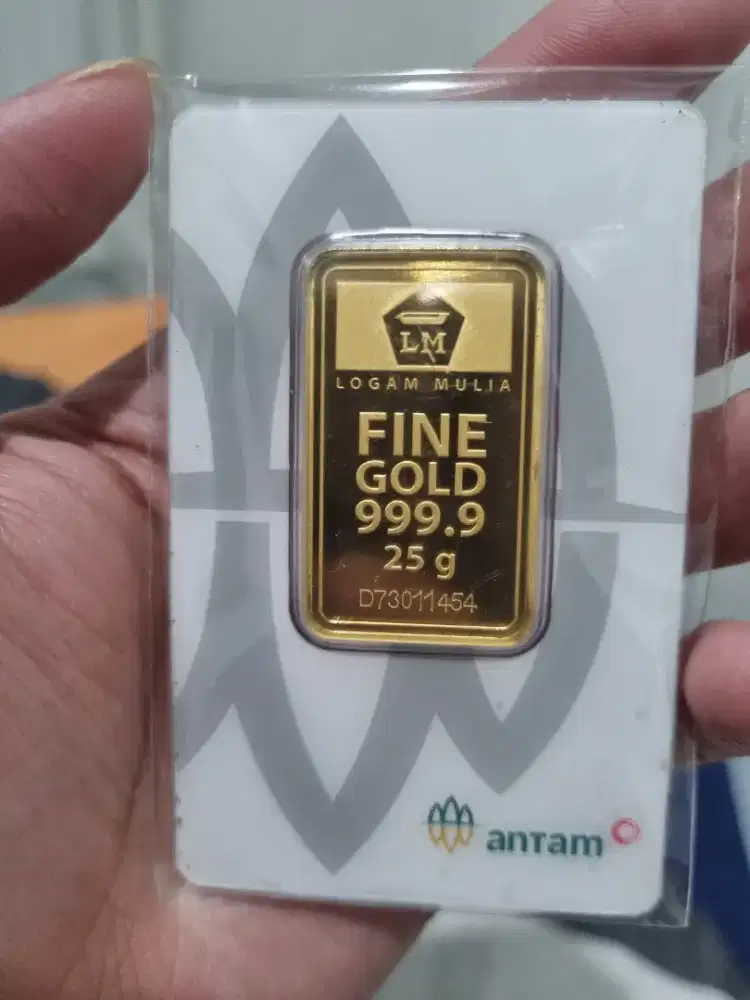 LM
LOGAM MULIA
FINE
GOLD
999.9
25 g
D73011454
antam